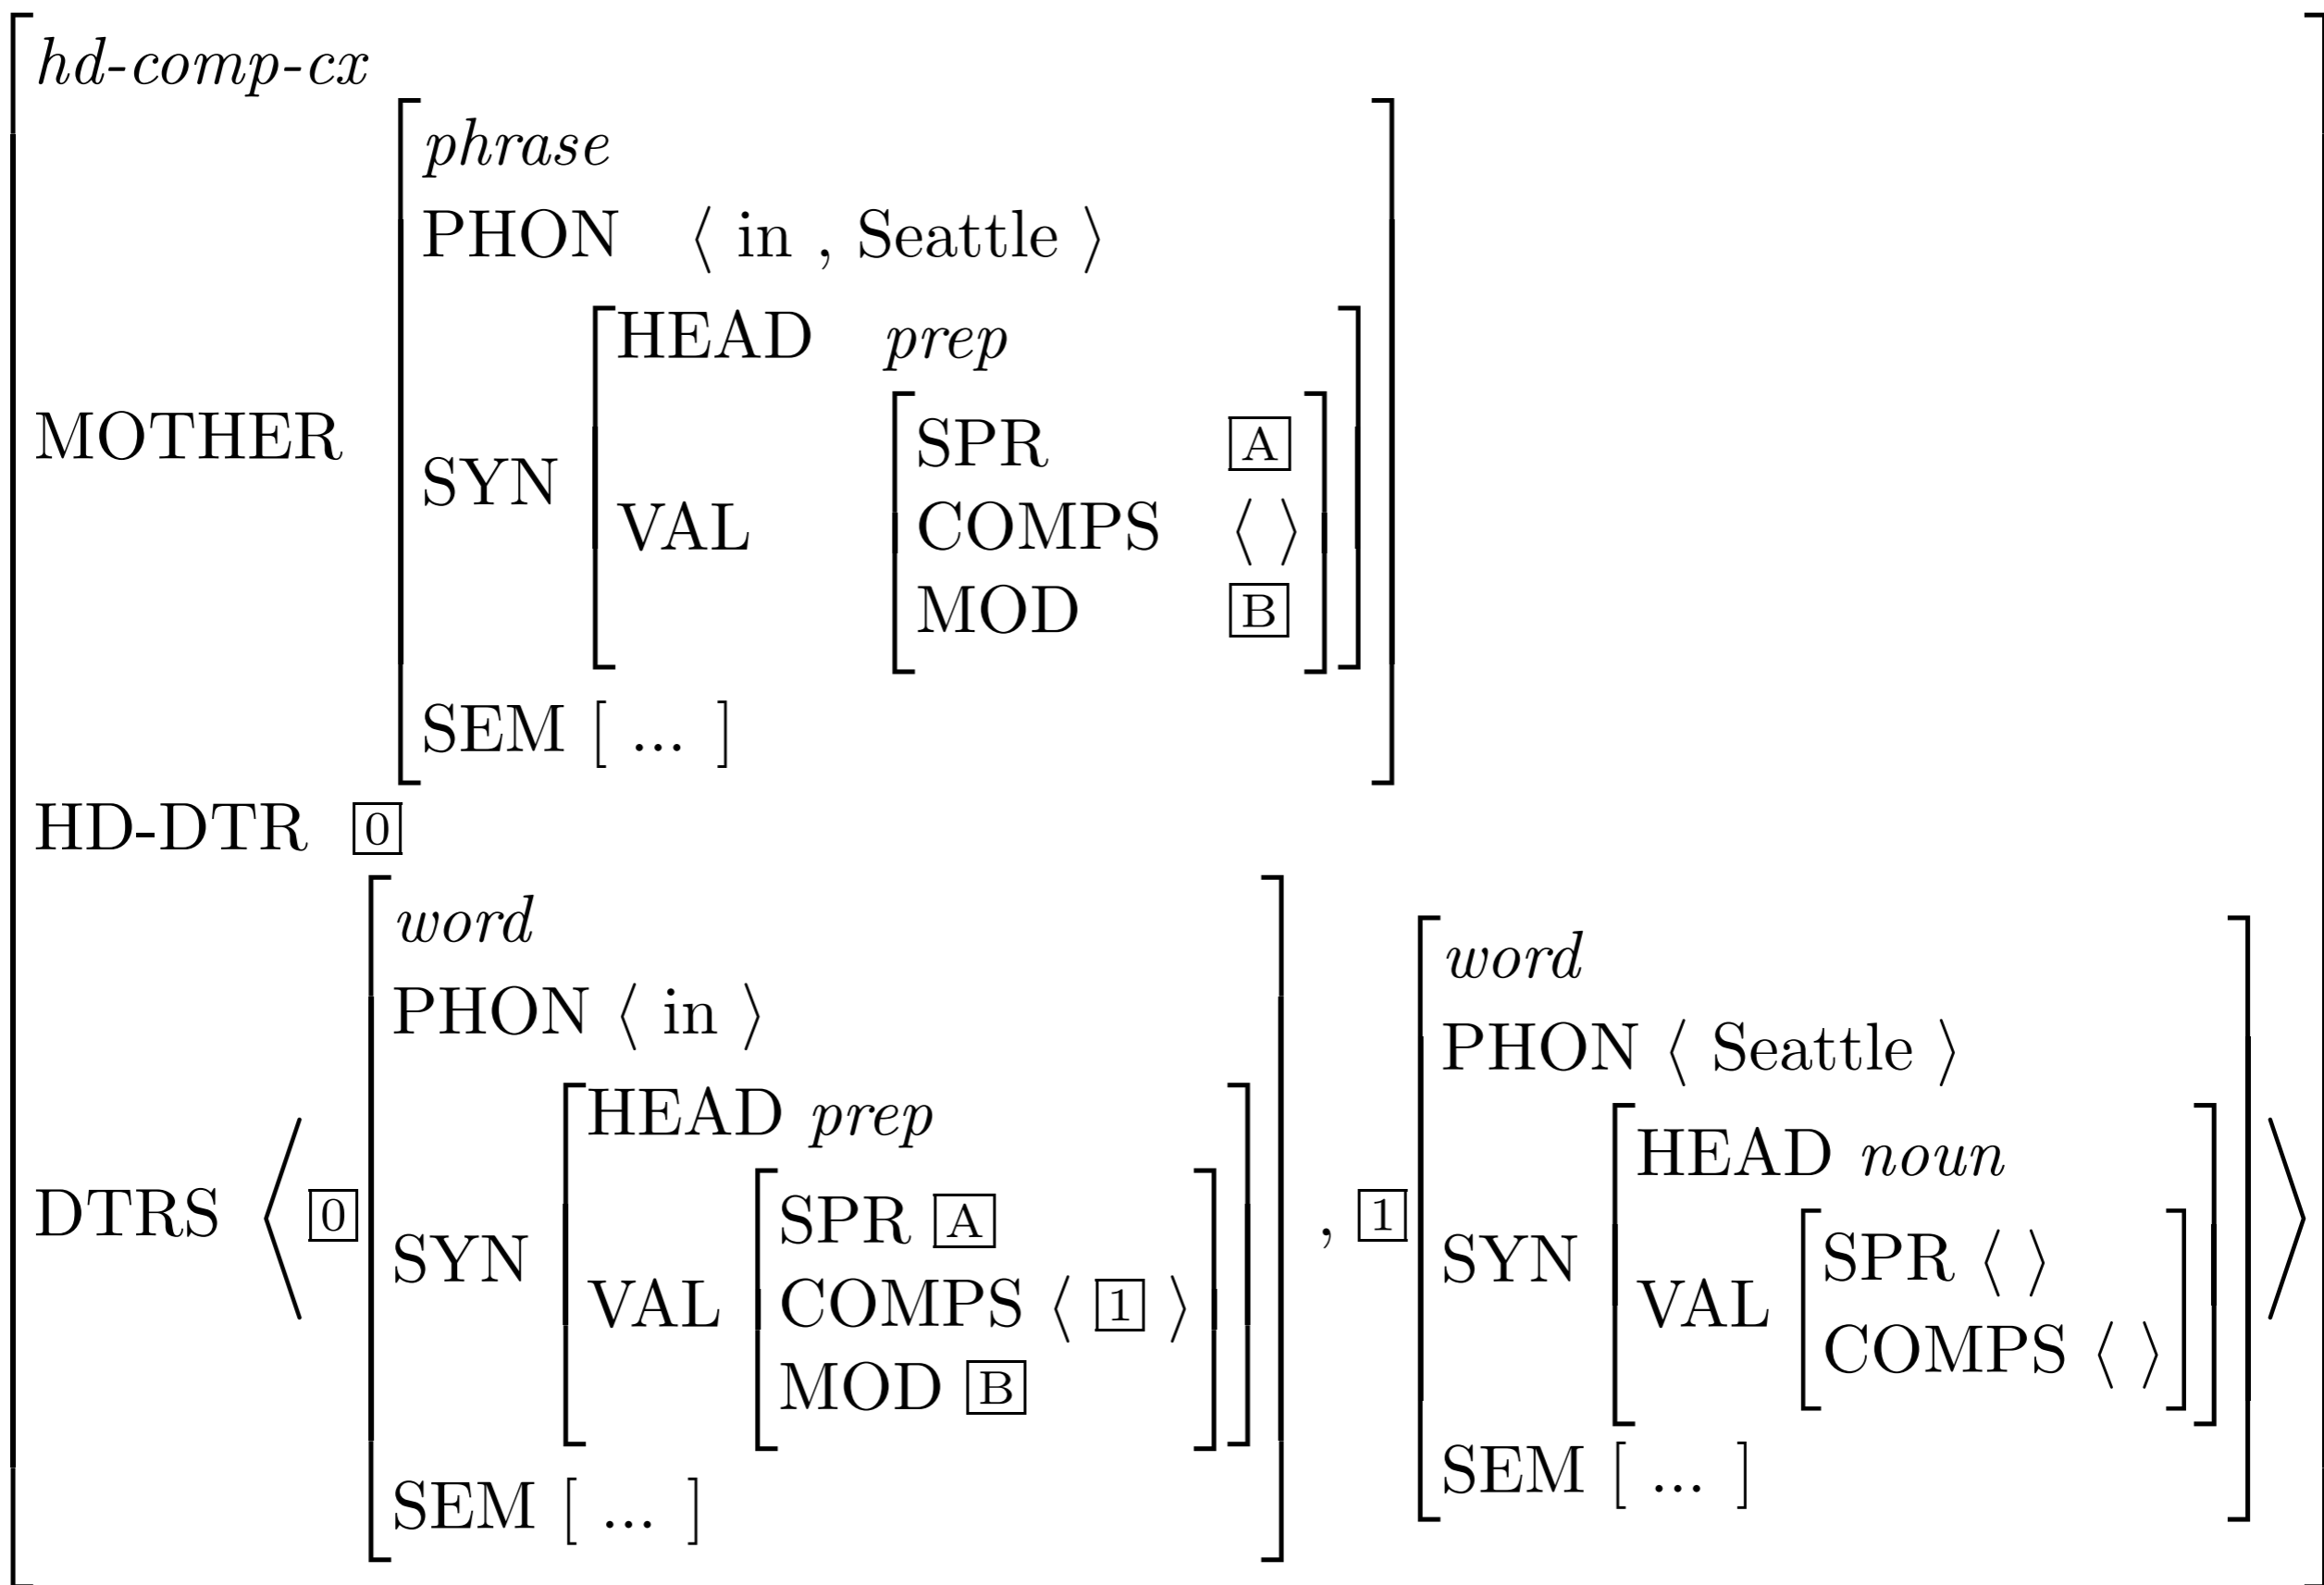 hd-comp-cx
phrase
PHON ⟨ in , Seattle ⟩
HEAD prep
MOTHER
SYN
VAL
SPR A
COMPS ⟨ ⟩
MOD B
SEM [ ... ]
HD-DTR 0
DTRS ⟨ 0
word
PHON ⟨ in ⟩
SYN
HEAD prep
VAL
SPR A
COMPS ⟨ 1 ⟩
MOD B
SEM [ ... ]
, 1
word
PHON ⟨ Seattle ⟩
SYN
HEAD noun
VAL
SPR ⟨ ⟩
COMPS ⟨ ⟩
SEM [ ... ]
⟩